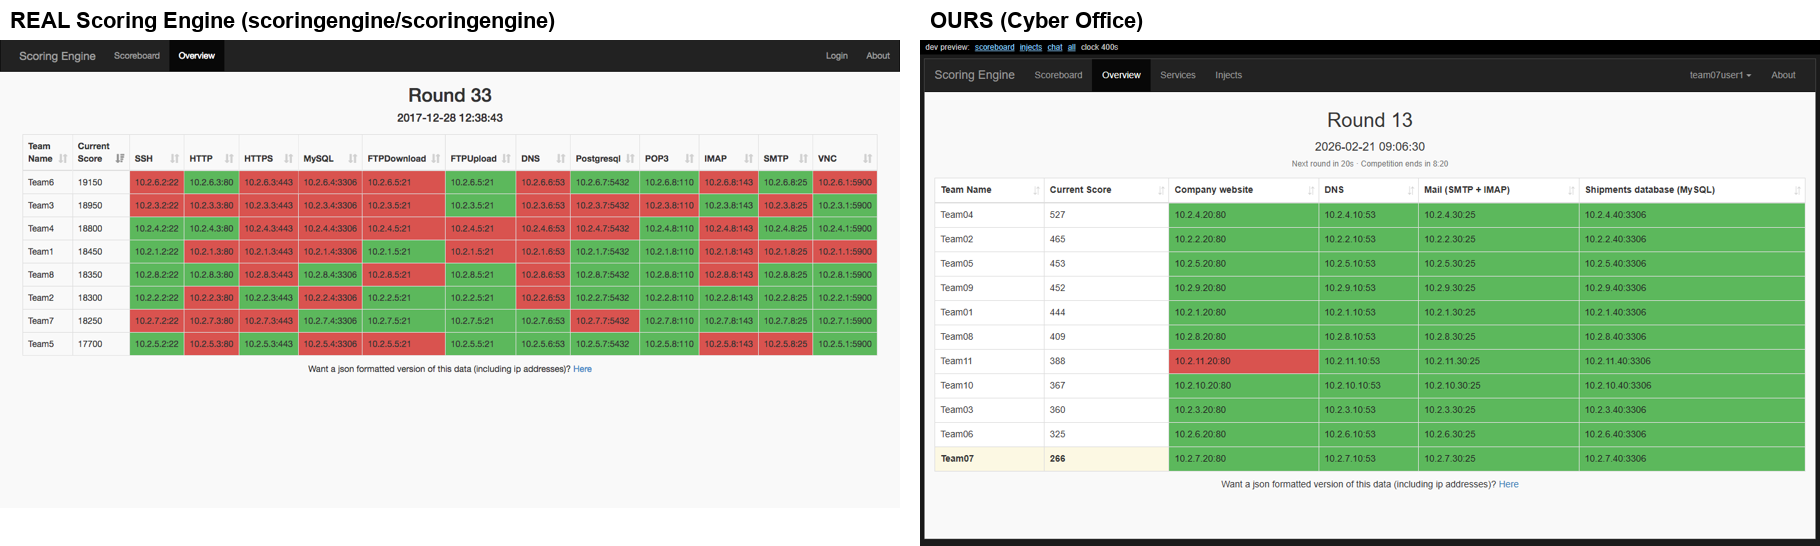 REAL Scoring Engine (scoringengine/scoringengine)
Scoring Engine Scoreboard Overview Login About
Round 33
2017-12-28 12:38:43
Team Name Current Score SSH HTTP HTTPS MySQL FTPDownload FTPUpload DNS Postgresql POP3 IMAP SMTP VNC
Team6 19150 10.2.6.2:22 10.2.6.3:80 10.2.6.3:443 10.2.6.4:3306 10.2.6.5:21 10.2.6.5:21 10.2.6.6:53 10.2.6.7:5432 10.2.6.8:110 10.2.6.8:143 10.2.6.8:25 10.2.6.1:5900
Team3 18950 10.2.3.2:22 10.2.3.3:80 10.2.3.3:443 10.2.3.4:3306 10.2.3.5:21 10.2.3.5:21 10.2.3.6:53 10.2.3.7:5432 10.2.3.8:110 10.2.3.8:143 10.2.3.8:25 10.2.3.1:5900
Team4 18800 10.2.4.2:22 10.2.4.3:80 10.2.4.3:443 10.2.4.4:3306 10.2.4.5:21 10.2.4.5:21 10.2.4.6:53 10.2.4.7:5432 10.2.4.8:110 10.2.4.8:143 10.2.4.8:25 10.2.4.1:5900
Team1 18450 10.2.1.2:22 10.2.1.3:80 10.2.1.3:443 10.2.1.4:3306 10.2.1.5:21 10.2.1.5:21 10.2.1.6:53 10.2.1.7:5432 10.2.1.8:110 10.2.1.8:143 10.2.1.8:25 10.2.1.1:5900
Team8 18350 10.2.8.2:22 10.2.8.3:80 10.2.8.3:443 10.2.8.4:3306 10.2.8.5:21 10.2.8.5:21 10.2.8.6:53 10.2.8.7:5432 10.2.8.8:110 10.2.8.8:143 10.2.8.8:25 10.2.8.1:5900
Team2 18300 10.2.2.2:22 10.2.2.3:80 10.2.2.3:443 10.2.2.4:3306 10.2.2.5:21 10.2.2.5:21 10.2.2.6:53 10.2.2.7:5432 10.2.2.8:110 10.2.2.8:143 10.2.2.8:25 10.2.2.1:5900
Team7 18250 10.2.7.2:22 10.2.7.3:80 10.2.7.3:443 10.2.7.4:3306 10.2.7.5:21 10.2.7.5:21 10.2.7.6:53 10.2.7.7:5432 10.2.7.8:110 10.2.7.8:143 10.2.7.8:25 10.2.7.1:5900
Team5 17700 10.2.5.2:22 10.2.5.3:80 10.2.5.3:443 10.2.5.4:3306 10.2.5.5:21 10.2.5.5:21 10.2.5.6:53 10.2.5.7:5432 10.2.5.8:110 10.2.5.8:143 10.2.5.8:25 10.2.5.1:5900
Want a json formatted version of this data (including ip addresses)? Here
OURS (Cyber Office)
dev preview: scoreboard injects chat all clock 400s
Scoring Engine Scoreboard Overview Services Injects team07user1 About
Round 13
2026-02-21 09:06:30
Next round in 20s · Competition ends in 8:20
Team Name Current Score Company website DNS Mail (SMTP + IMAP) Shipments database (MySQL)
Team04 527 10.2.4.20:80 10.2.4.10:53 10.2.4.30:25 10.2.4.40:3306
Team02 465 10.2.2.20:80 10.2.2.10:53 10.2.2.30:25 10.2.2.40:3306
Team05 453 10.2.5.20:80 10.2.5.10:53 10.2.5.30:25 10.2.5.40:3306
Team09 452 10.2.9.20:80 10.2.9.10:53 10.2.9.30:25 10.2.9.40:3306
Team01 444 10.2.1.20:80 10.2.1.10:53 10.2.1.30:25 10.2.1.40:3306
Team08 409 10.2.8.20:80 10.2.8.10:53 10.2.8.30:25 10.2.8.40:3306
Team11 388 10.2.11.20:80 10.2.11.10:53 10.2.11.30:25 10.2.11.40:3306
Team10 367 10.2.10.20:80 10.2.10.10:53 10.2.10.30:25 10.2.10.40:3306
Team03 360 10.2.3.20:80 10.2.3.10:53 10.2.3.30:25 10.2.3.40:3306
Team06 325 10.2.6.20:80 10.2.6.10:53 10.2.6.30:25 10.2.6.40:3306
Team07 266 10.2.7.20:80 10.2.7.10:53 10.2.7.30:25 10.2.7.40:3306
Want a json formatted version of this data (including ip addresses)? Here